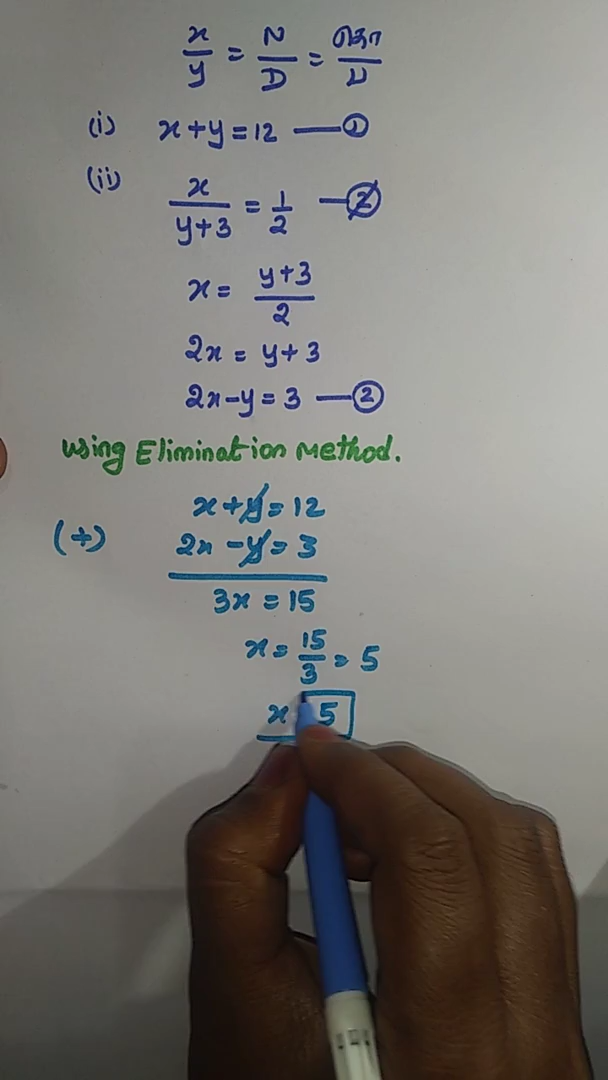 x/y = N/D = தொ/ப
(i) x + y = 12 —①
(ii) x/(y+3) = 1/2 —②
x = (y+3)/2
2x = y + 3
2x - y = 3 —②
using Elimination Method.
x + y = 12
(+) 2x - y = 3
3x = 15
x = 15/3 = 5
x 5